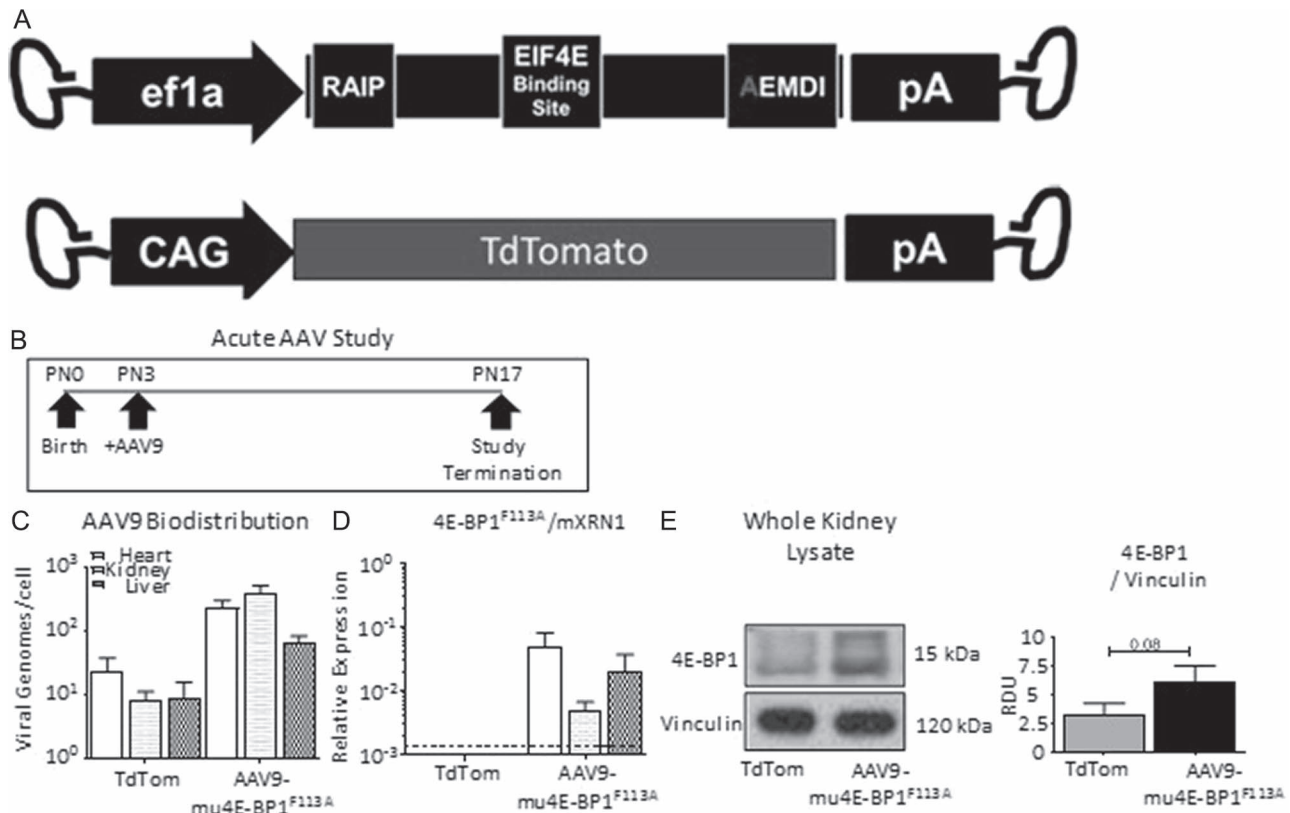 A
ef1a
RAIP
EIF4E
Binding
Site
AEMDI
pA
CAG
TdTomato
pA
B
Acute AAV Study
PN0 PN3 PN17
Birth +AAV9 Study
Termination
C AAV9 Biodistribution
Heart
Kidney
Liver
Viral Genomes/cell
10³
10²
10¹
10⁰
TdTom AAV9-
mu4E-BP1F113A
D 4E-BP1F113A/mXRN1
Relative Expression
10⁰
10⁻¹
10⁻²
10⁻³
TdTom AAV9-
mu4E-BP1F113A
E Whole Kidney
Lysate
4E-BP1 15 kDa
Vinculin 120 kDa
TdTom AAV9-
mu4E-BP1F113A
4E-BP1
/ Vinculin
RDU
10
7.5
5
2.5
0
0.08
TdTom AAV9-
mu4E-BP1F113A